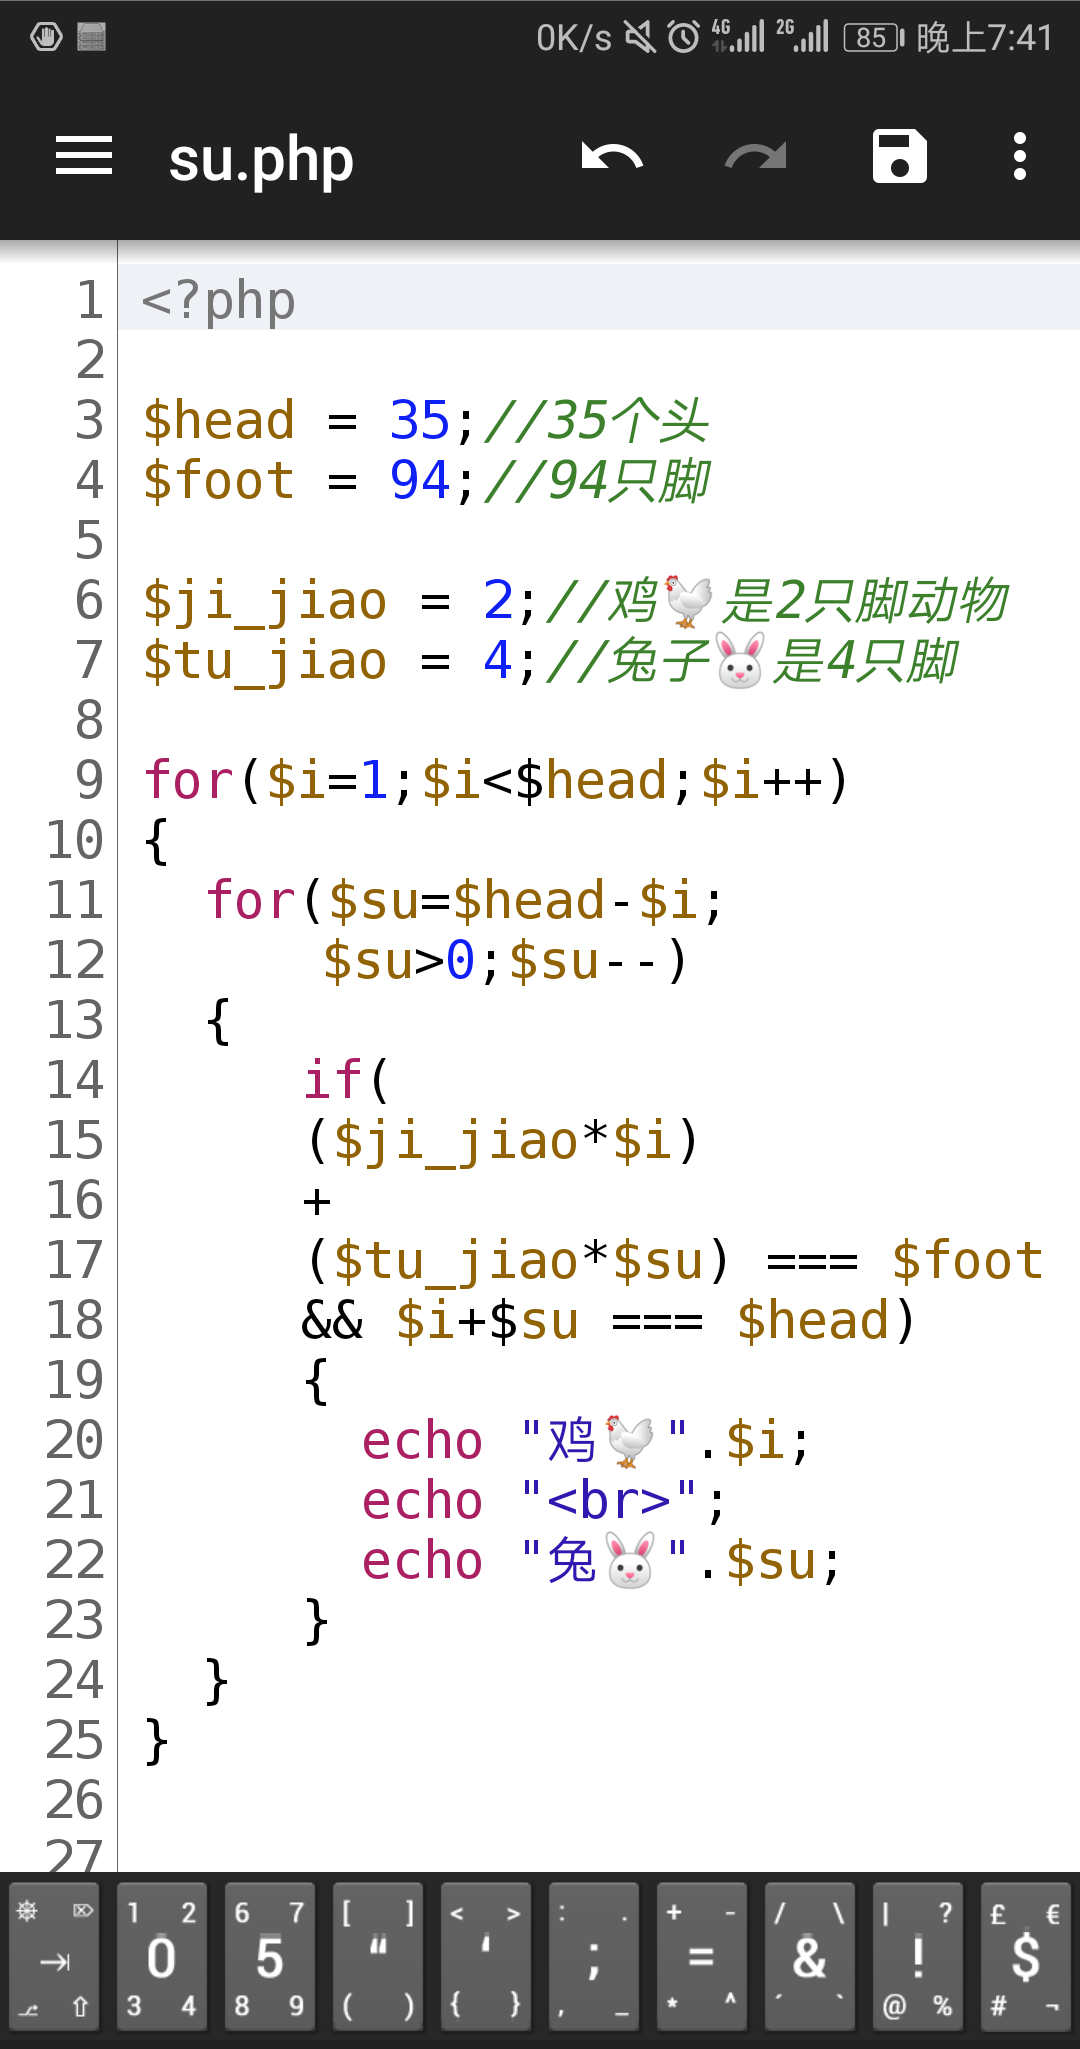 0K/s 4G 2G 85 晚上7:41
su.php
1 <?php
2
3 $head = 35;//35个头
4 $foot = 94;//94只脚
5
6 $ji_jiao = 2;//鸡🐓是2只脚动物
7 $tu_jiao = 4;//兔子🐰是4只脚
8
9 for($i=1;$i<$head;$i++)
10 {
11 for($su=$head-$i;
12 $su>0;$su--)
13 {
14 if(
15 ($ji_jiao*$i)
16 +
17 ($tu_jiao*$su) === $foot
18 && $i+$su === $head)
19 {
20 echo "鸡🐓".$i;
21 echo "<br>";
22 echo "兔🐰".$su;
23 }
24 }
25 }
26
27
1 2 6 7 [ ] < > : . + - / \ | ? £ €
0 5 “ ‘ ; = & ! $
3 4 8 9 ( ) { } , _ * ^ ´ ` @ % # ¬